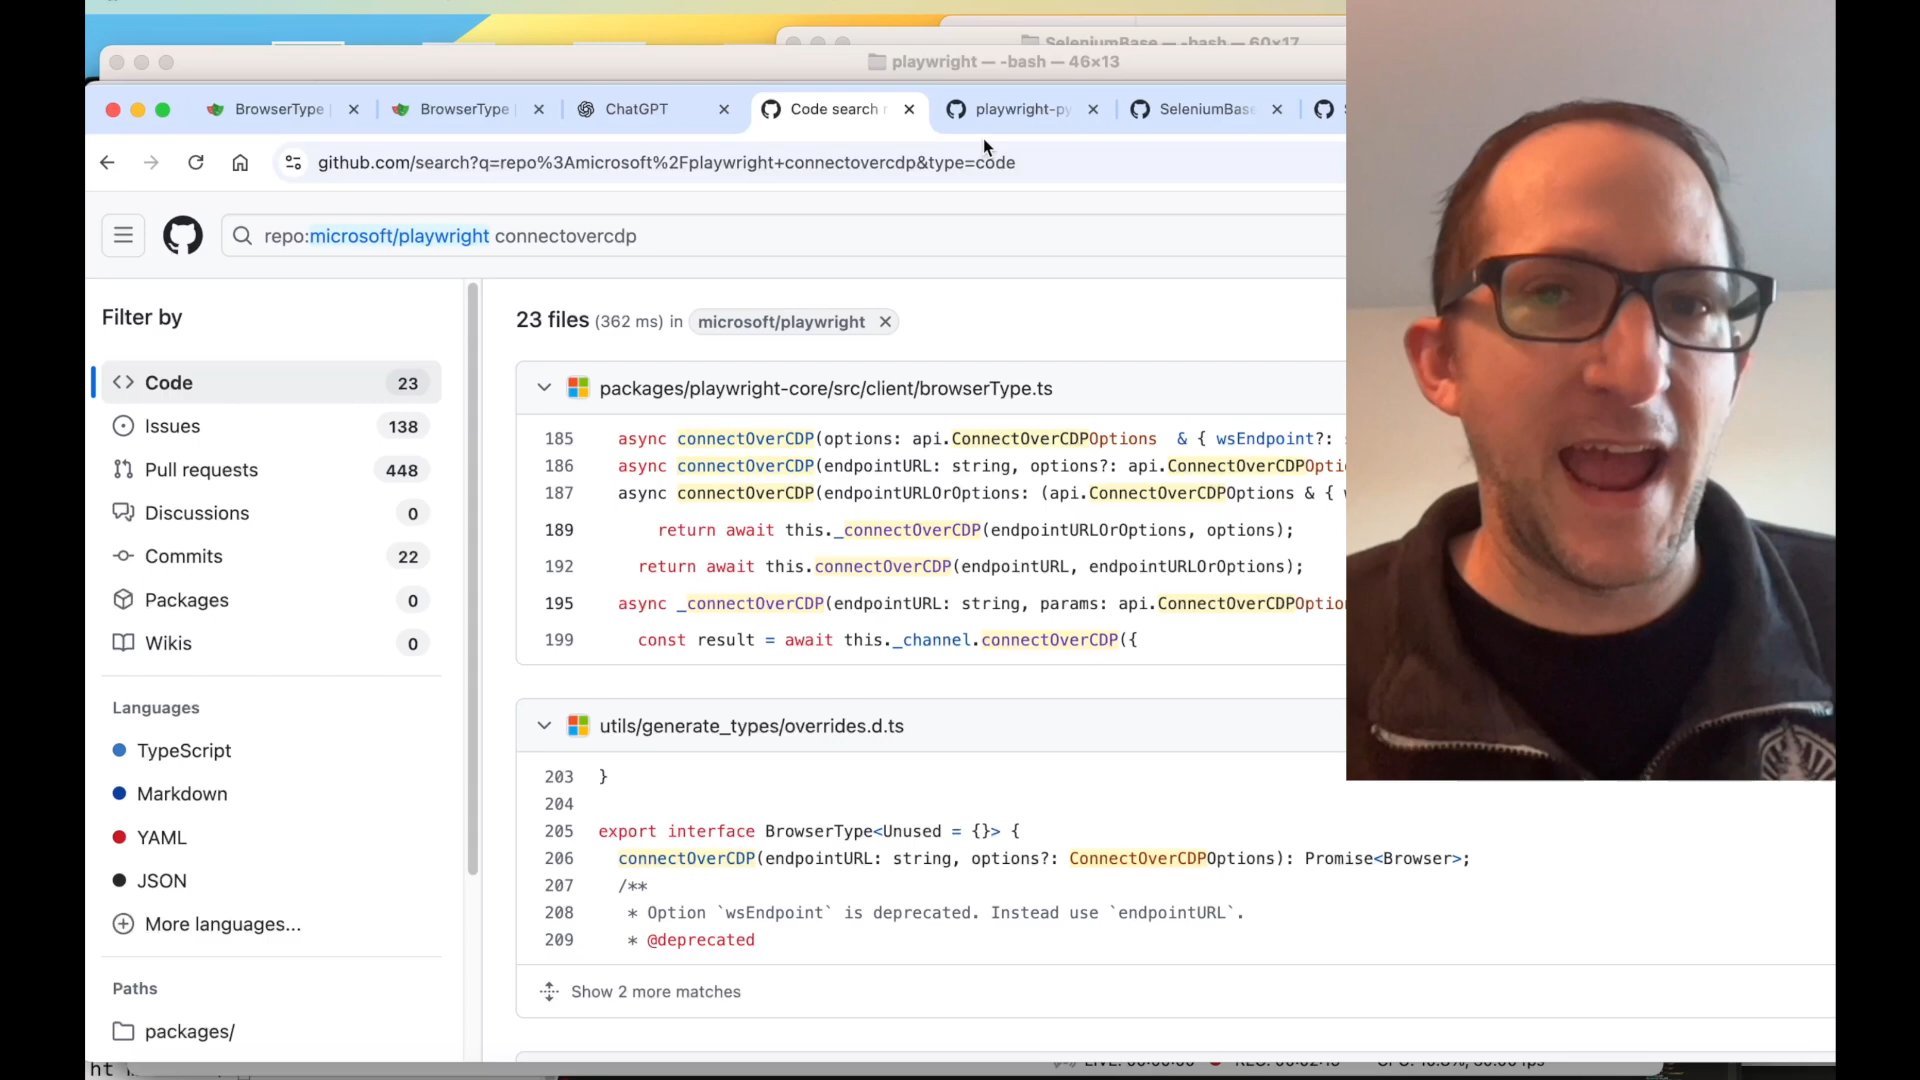 SeleniumBase — -bash — 60×17
playwright — -bash — 46×13
BrowserType
BrowserType
ChatGPT
Code search r
playwright-py
SeleniumBase
github.com/search?q=repo%3Amicrosoft%2Fplaywright+connectovercdp&type=code
repo:microsoft/playwright connectovercdp
Filter by
Code 23
Issues 138
Pull requests 448
Discussions 0
Commits 22
Packages 0
Wikis 0
Languages
TypeScript
Markdown
YAML
JSON
More languages...
Paths
packages/
23 files (362 ms) in microsoft/playwright
packages/playwright-core/src/client/browserType.ts
185 async connectOverCDP(options: api.ConnectOverCDPOptions & { wsEndpoint?:
186 async connectOverCDP(endpointURL: string, options?: api.ConnectOverCDPOpti
187 async connectOverCDP(endpointURLOrOptions: (api.ConnectOverCDPOptions & {
189 return await this._connectOverCDP(endpointURLOrOptions, options);
192 return await this.connectOverCDP(endpointURL, endpointURLOrOptions);
195 async _connectOverCDP(endpointURL: string, params: api.ConnectOverCDPOptio
199 const result = await this._channel.connectOverCDP({
utils/generate_types/overrides.d.ts
203 }
204
205 export interface BrowserType<Unused = {}> {
206 connectOverCDP(endpointURL: string, options?: ConnectOverCDPOptions): Promise<Browser>;
207 /**
208 * Option `wsEndpoint` is deprecated. Instead use `endpointURL`.
209 * @deprecated
Show 2 more matches